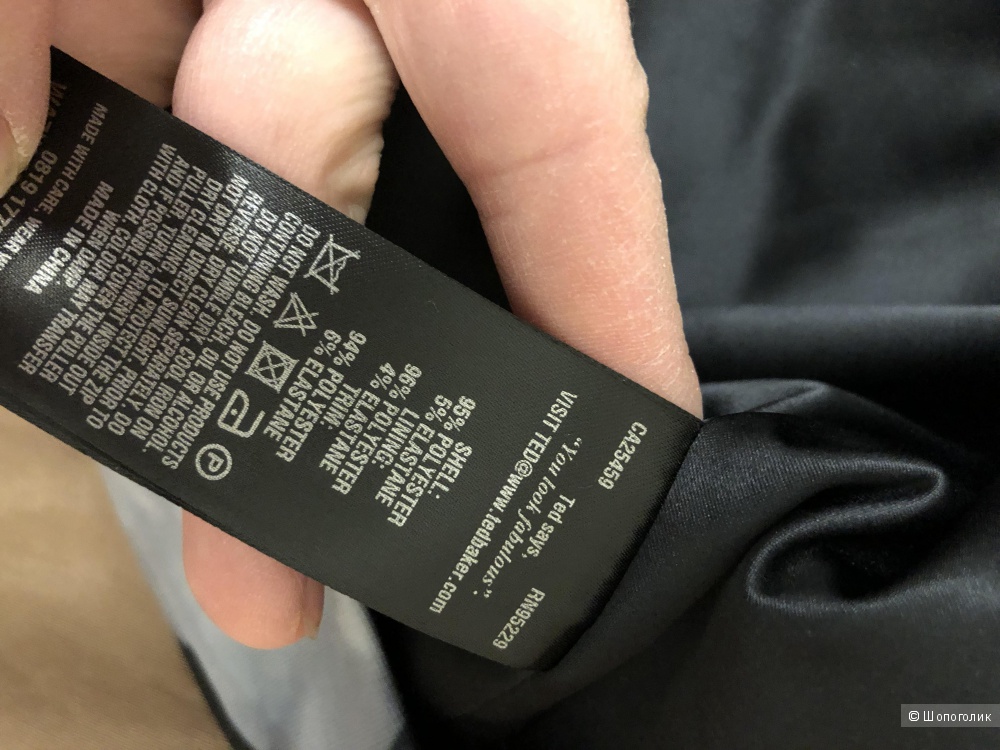 CA25459 RN95229
Ted says,
"You look fabulous".
VISIT TED@www.tedbaker.com
SHELL:
95% POLYESTER
5% ELASTANE
LINING:
96% POLYESTER
4% ELASTANE
TRIM:
94% POLYESTER
6% ELASTANE
P
DO NOT WASH. DO NOT USE PRODUCTS
CONTAINING BLEACH, OIL OR ALCOHOL.
DO NOT TUMBLE DRY. COOL IRON ON
REVERSE. DRY CLEAN SEPARATELY. DO
NOT DRY IN DIRECT SUNLIGHT. PRIOR TO
DRY CLEANING, TO PROTECT THE ZIP
PULLER TURN GARMENT INSIDE OUT
AND IF POSSIBLE COVER THE PULLER
WITH CLOTH. COLOUR MAY TRANSFER
MADE IN CHINA
MADE WITH CARE. WEAR
0619
© Шопоголик